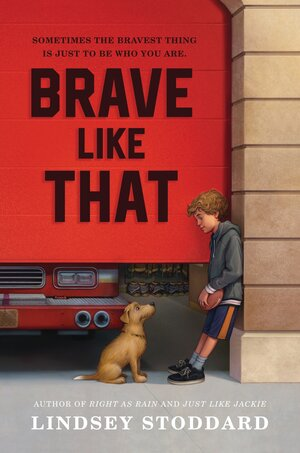 SOMETIMES THE BRAVEST THING
IS JUST TO BE WHO YOU ARE.
BRAVE
LIKE
THAT
AUTHOR OF RIGHT AS RAIN AND JUST LIKE JACKIE
LINDSEY STODDARD